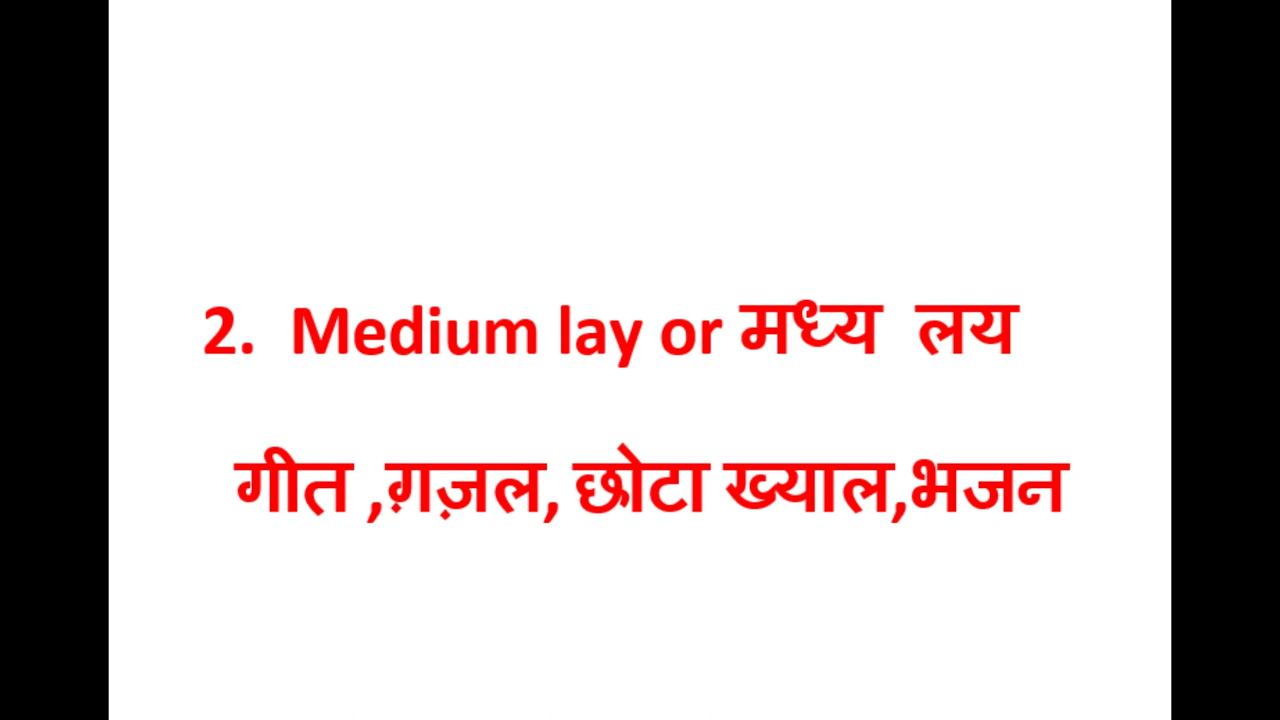 2. Medium lay or मध्य लय
गीत ,ग़ज़ल, छोटा ख्याल,भजन